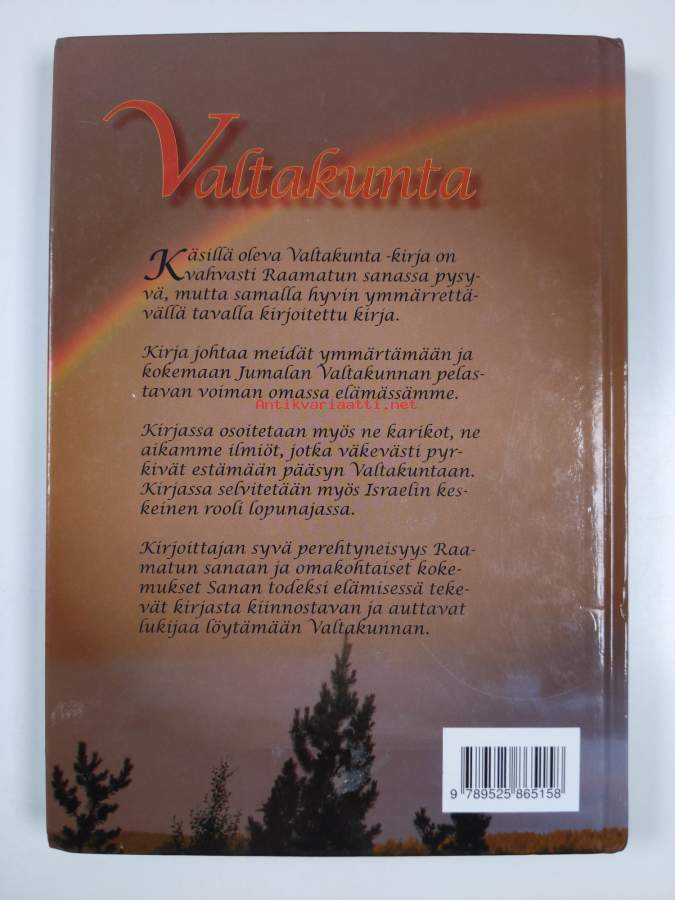 Valtakunta
Käsillä oleva Valtakunta -kirja on
vahvasti Raamatun sanassa pysy-
vä, mutta samalla hyvin ymmärrettä-
vällä tavalla kirjoitettu kirja.
Kirja johtaa meidät ymmärtämään ja
kokemaan Jumalan Valtakunnan pelas-
tavan voiman omassa elämässämme.
Antikvariaatti.net
Kirjassa osoitetaan myös ne karikot, ne
aikamme ilmiöt, jotka väkevästi pyr-
kivät estämään pääsyn Valtakuntaan.
Kirjassa selvitetään myös Israelin kes-
keinen rooli lopunajassa.
Kirjoittajan syvä perehtyneisyys Raa-
matun sanaan ja omakohtaiset koke-
mukset Sanan todeksi elämisessä teke-
vät kirjasta kiinnostavan ja auttavat
lukijaa löytämään Valtakunnan.
9 789525 865158